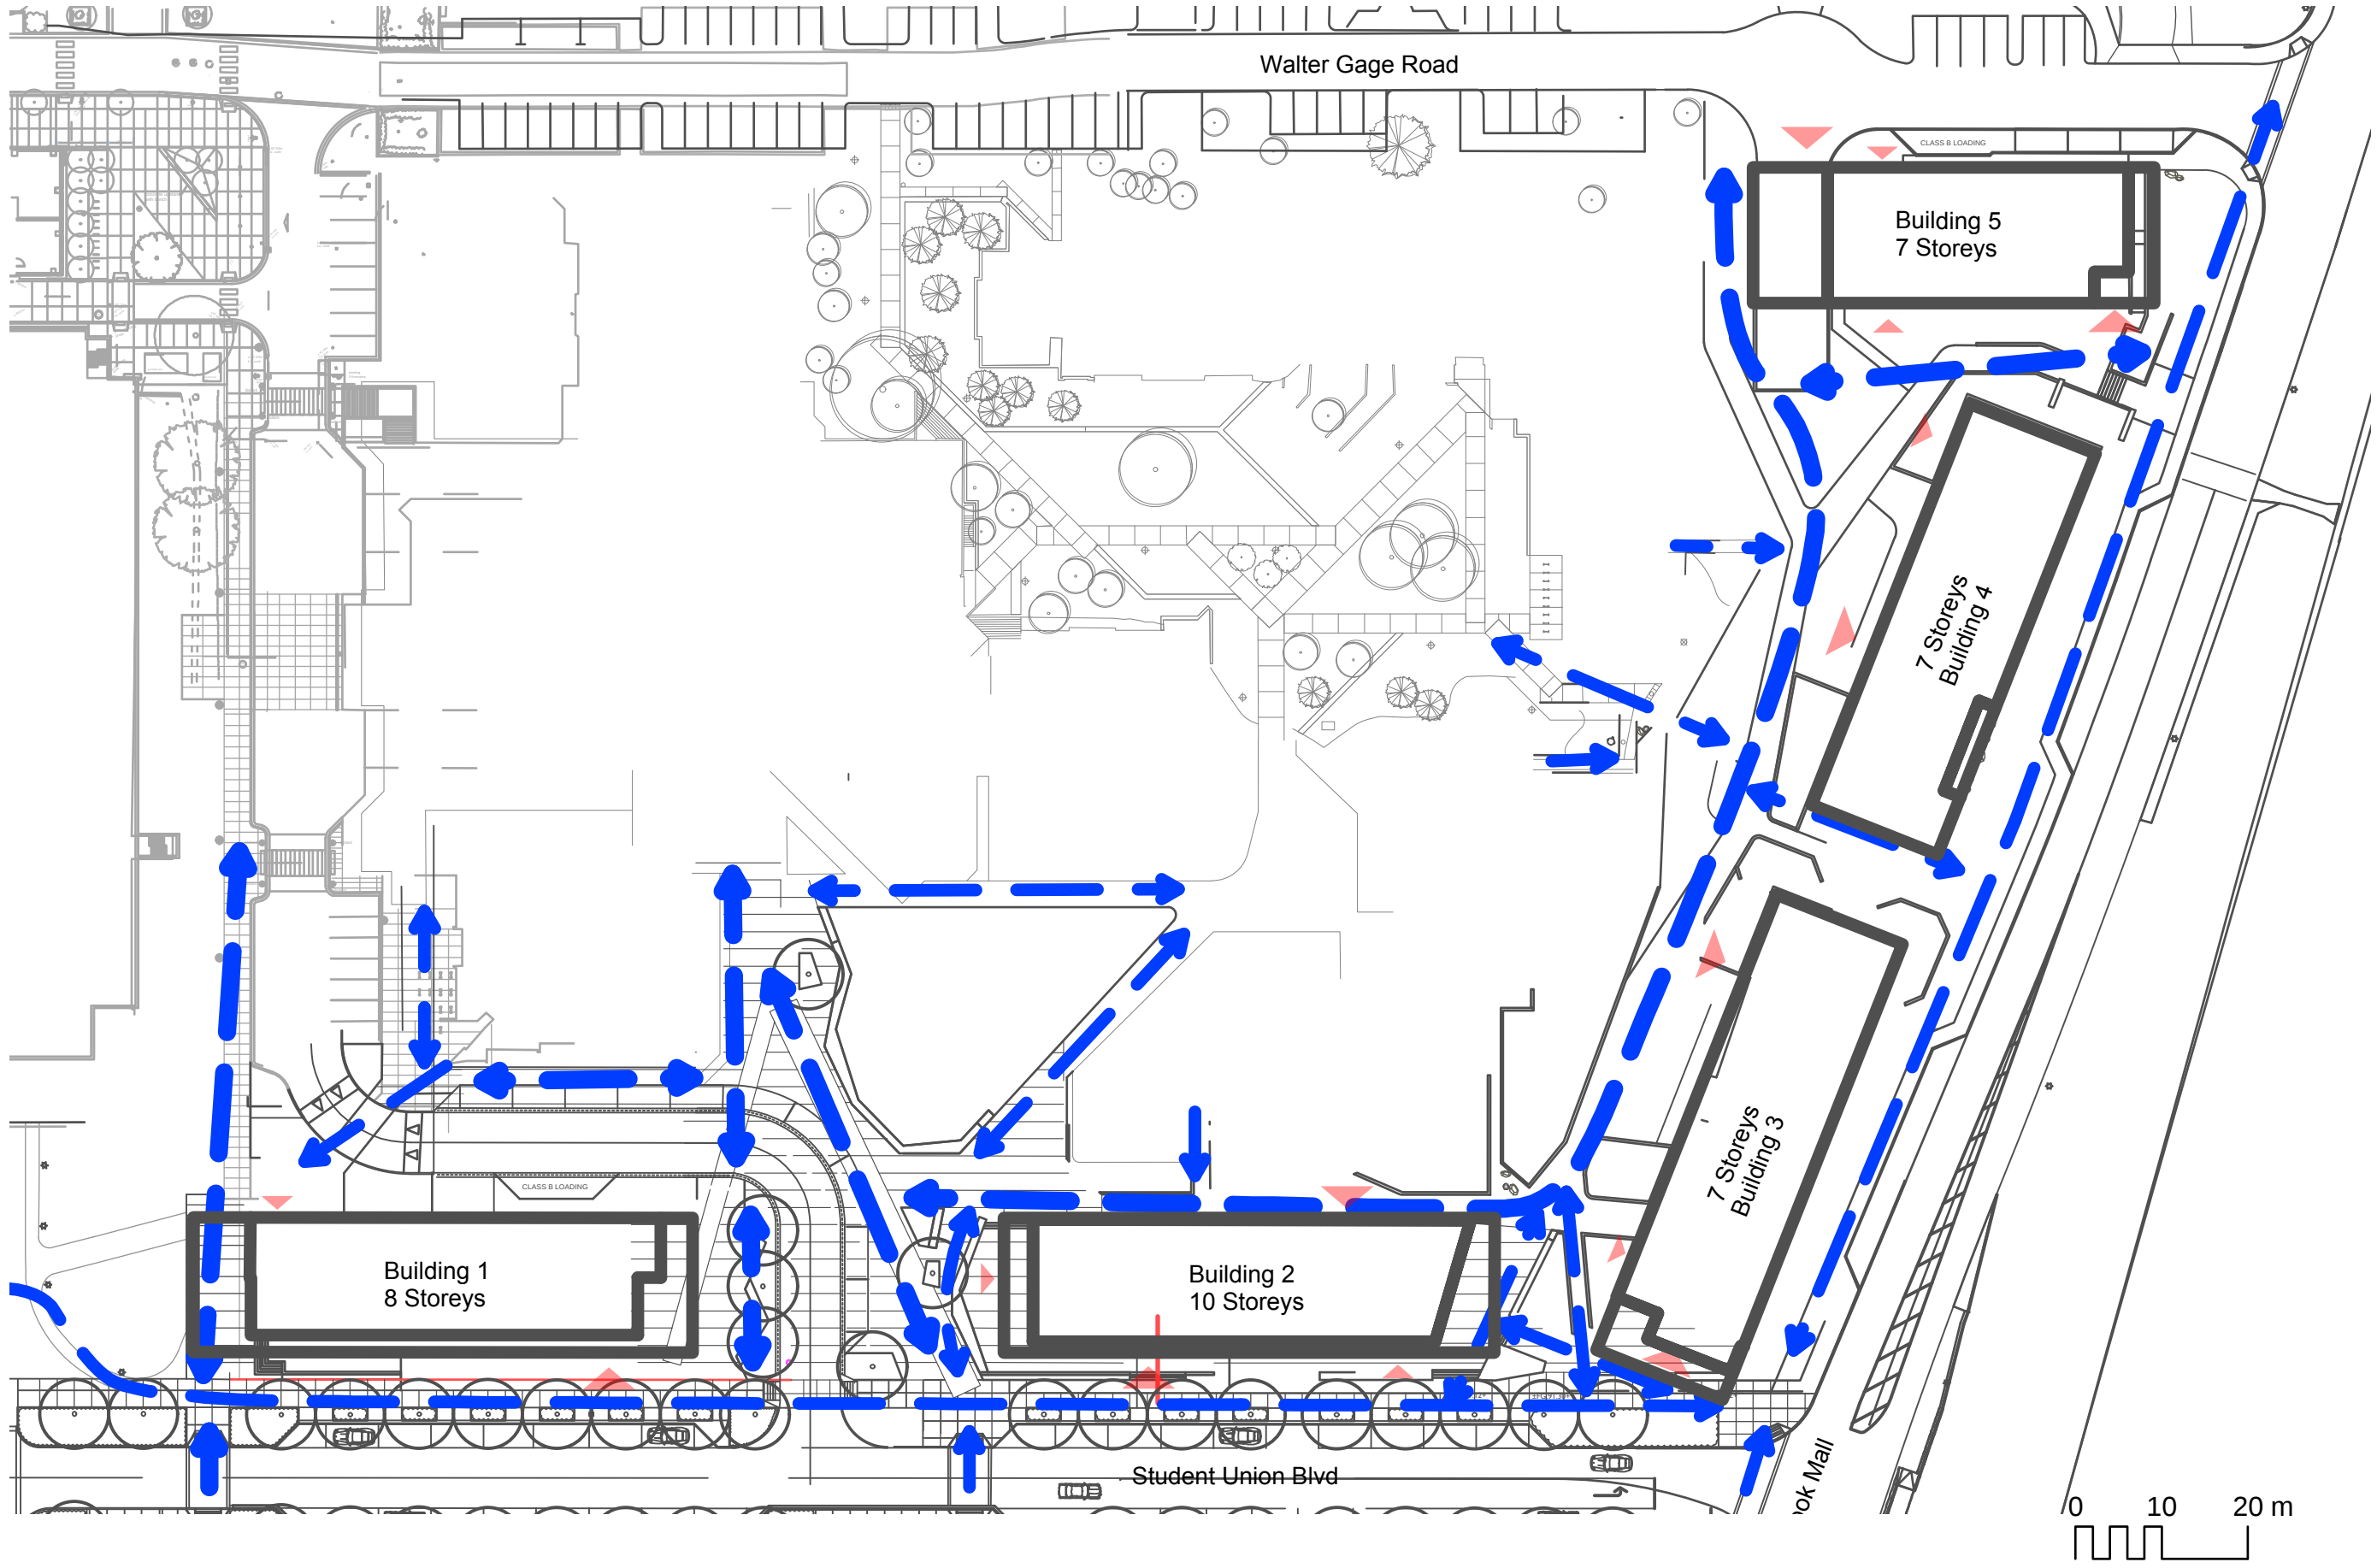 Walter Gage Road
CLASS B LOADING
Building 5
7 Storeys
7 Storeys
Building 4
7 Storeys
Building 3
CLASS B LOADING
Building 1
8 Storeys
Building 2
10 Storeys
Student Union Blvd
ook Mall
0 10 20 m